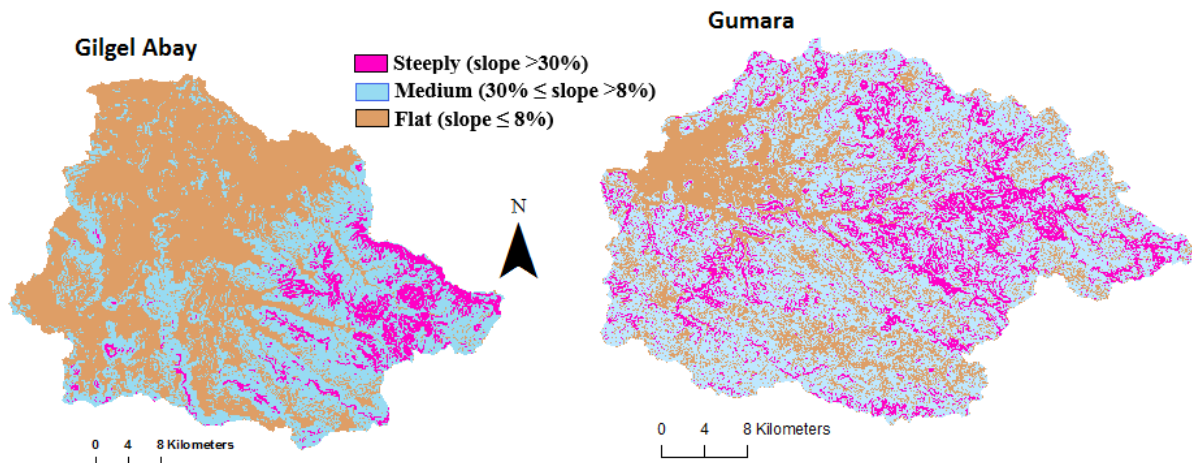 Gilgel Abay
Gumara
Steeply (slope >30%)
Medium (30% ≤ slope >8%)
Flat (slope ≤ 8%)
N
0 4 8 Kilometers
0 4 8 Kilometers